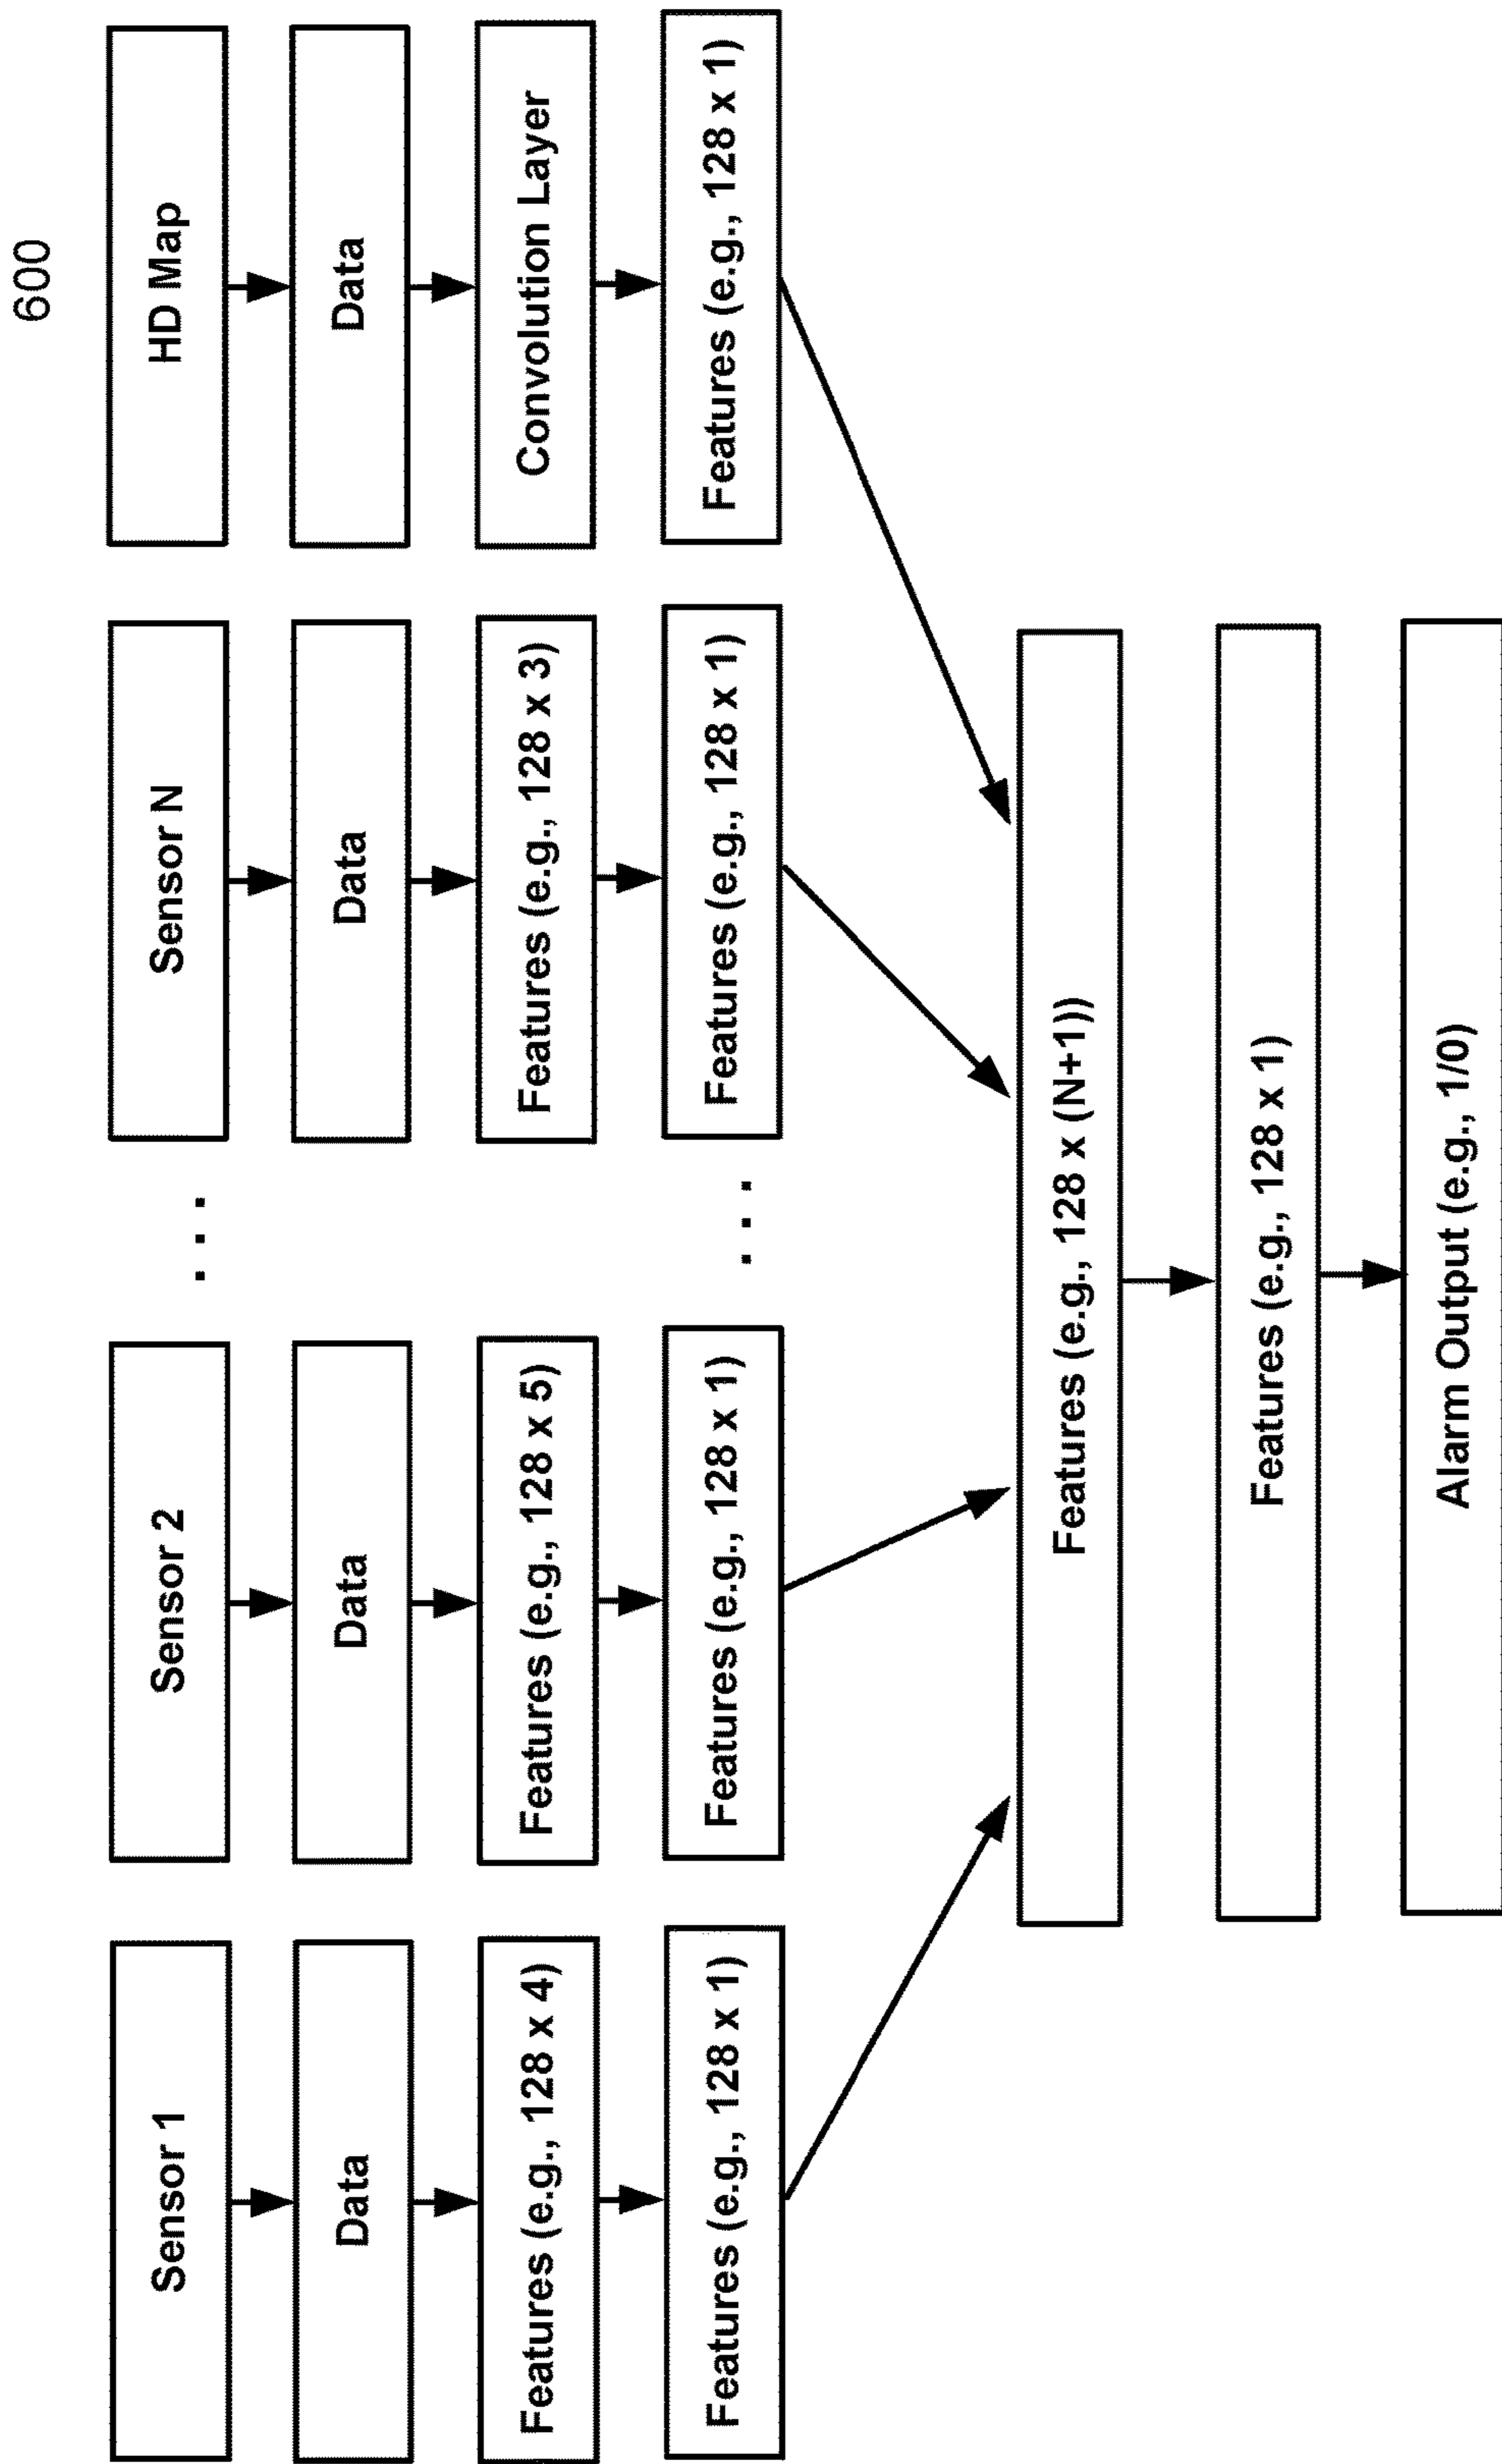 600
Sensor 1
Sensor 2
. . .
Sensor N
HD Map
Data
Data
Data
Data
Features (e.g., 128 x 4)
Features (e.g., 128 x 5)
Features (e.g., 128 x 3)
Convolution Layer
Features (e.g., 128 x 1)
Features (e.g., 128 x 1)
. . .
Features (e.g., 128 x 1)
Features (e.g., 128 x 1)
Features (e.g., 128 x (N+1))
Features (e.g., 128 x 1)
Alarm Output (e.g., 1/0)